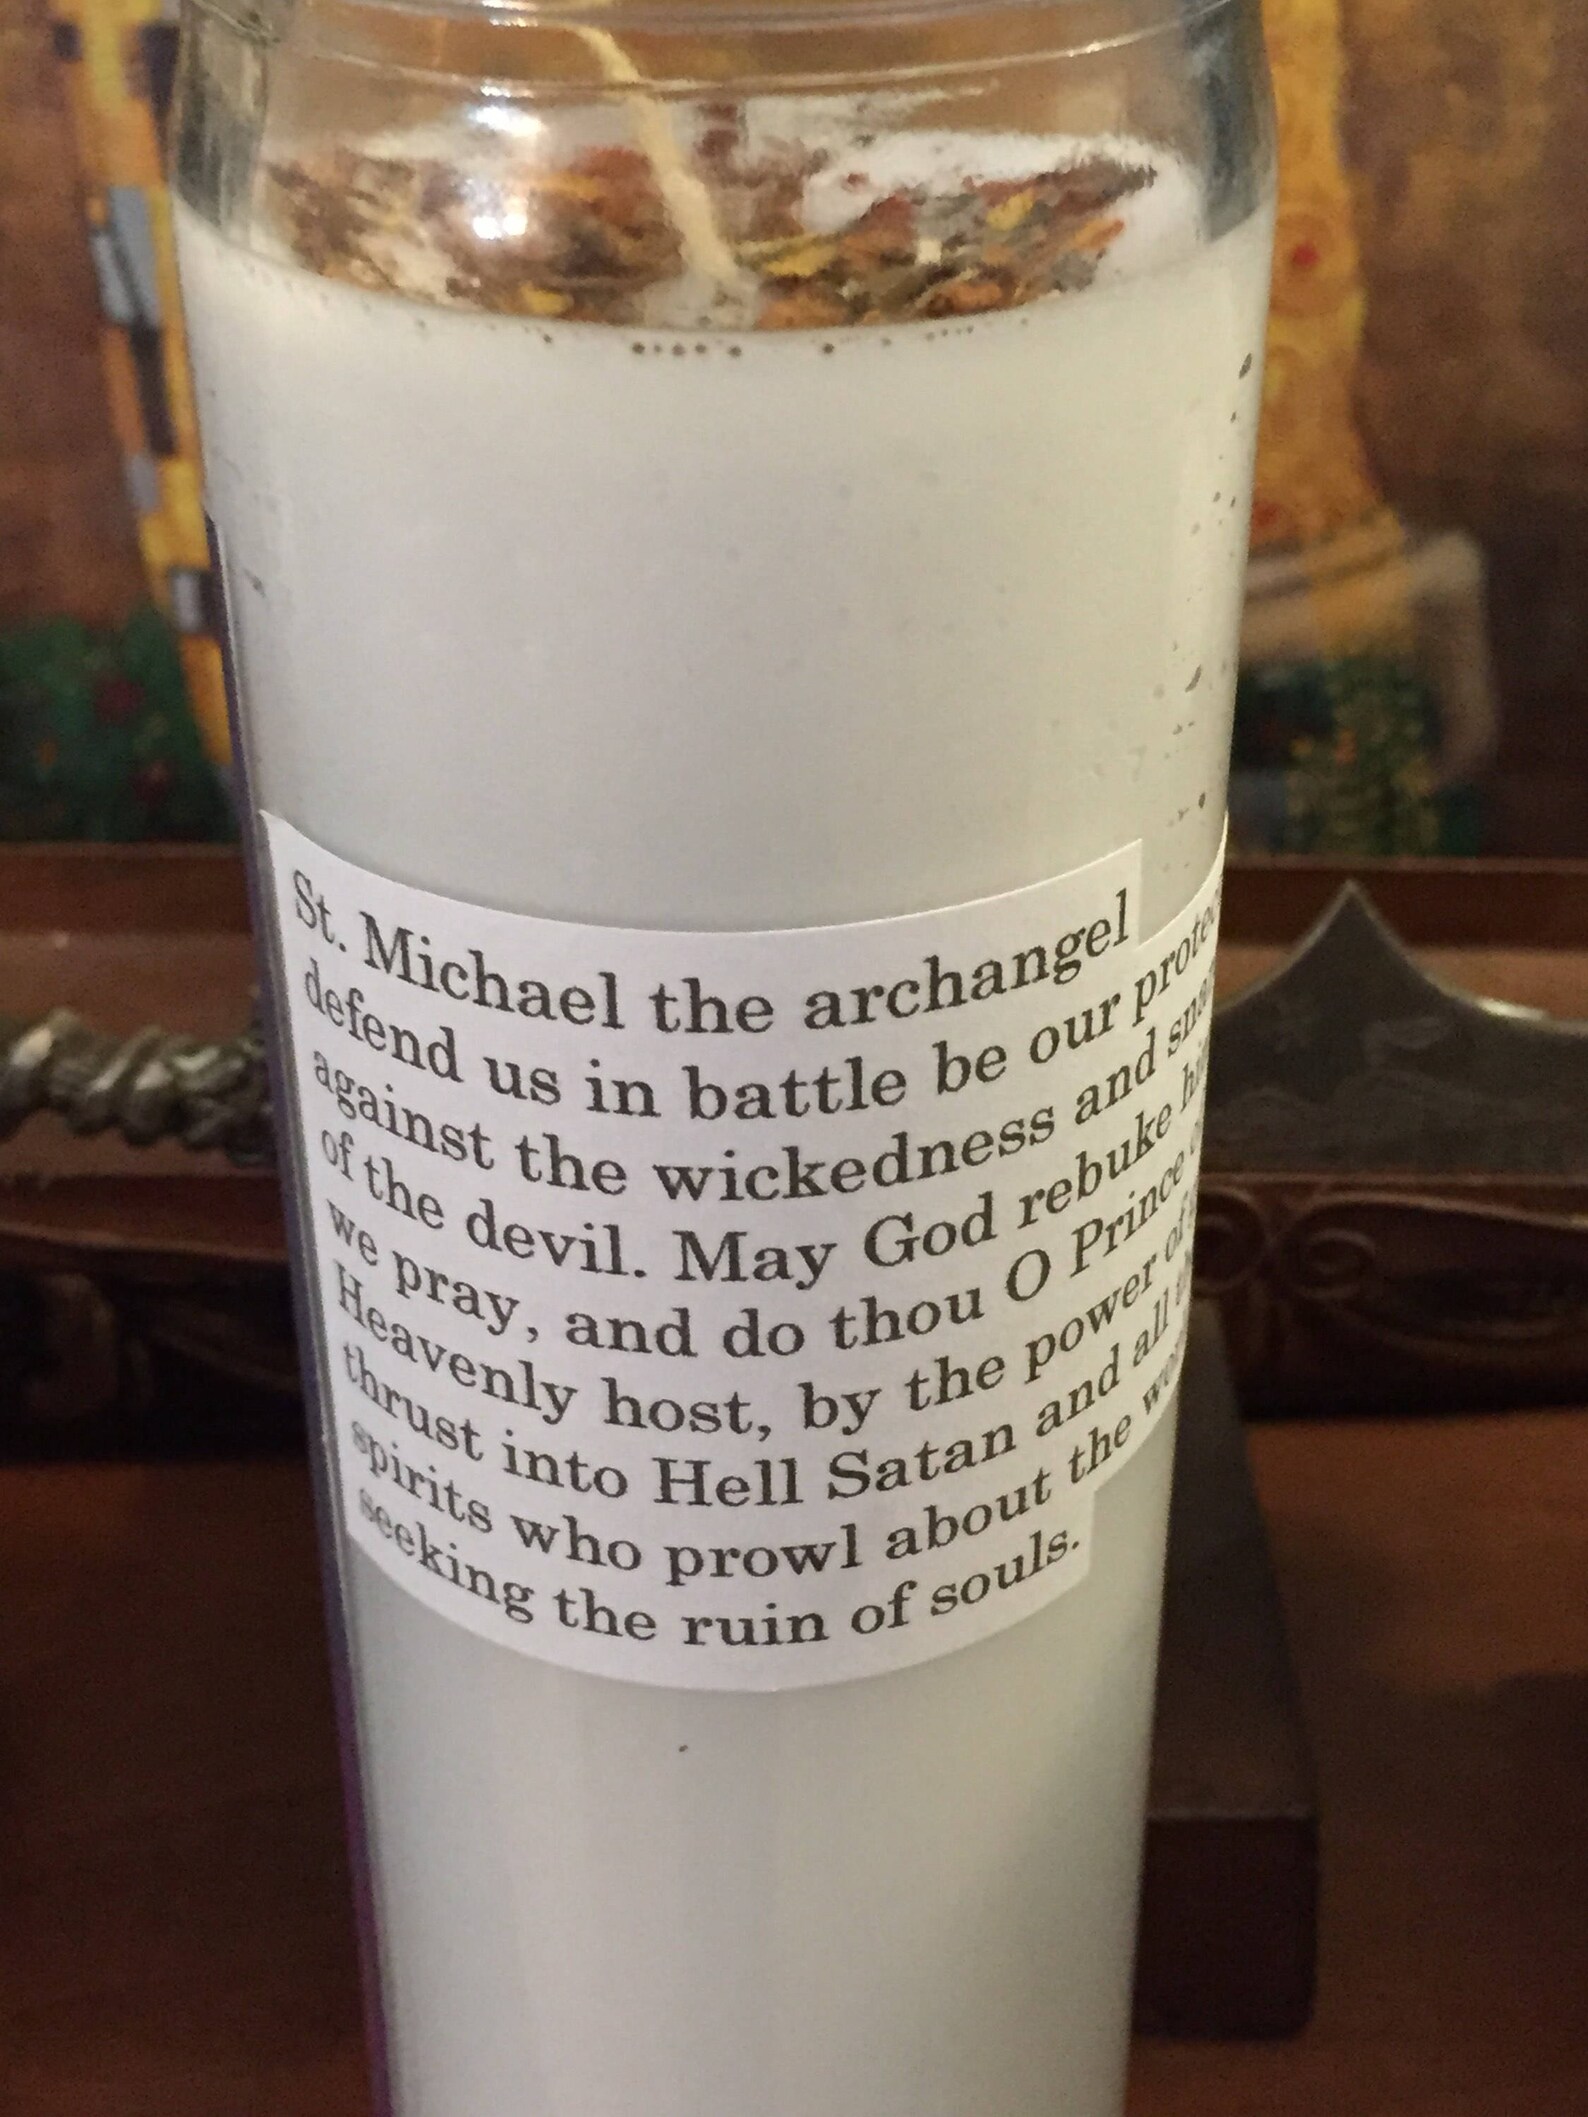 St. Michael the archangel
defend us in battle be our
against the wickedness and
of the devil. May God rebuke
we pray, and do thou O Prince
Heavenly host, by the power of
thrust into Hell Satan and all
spirits who prowl about the
seeking the ruin of souls.